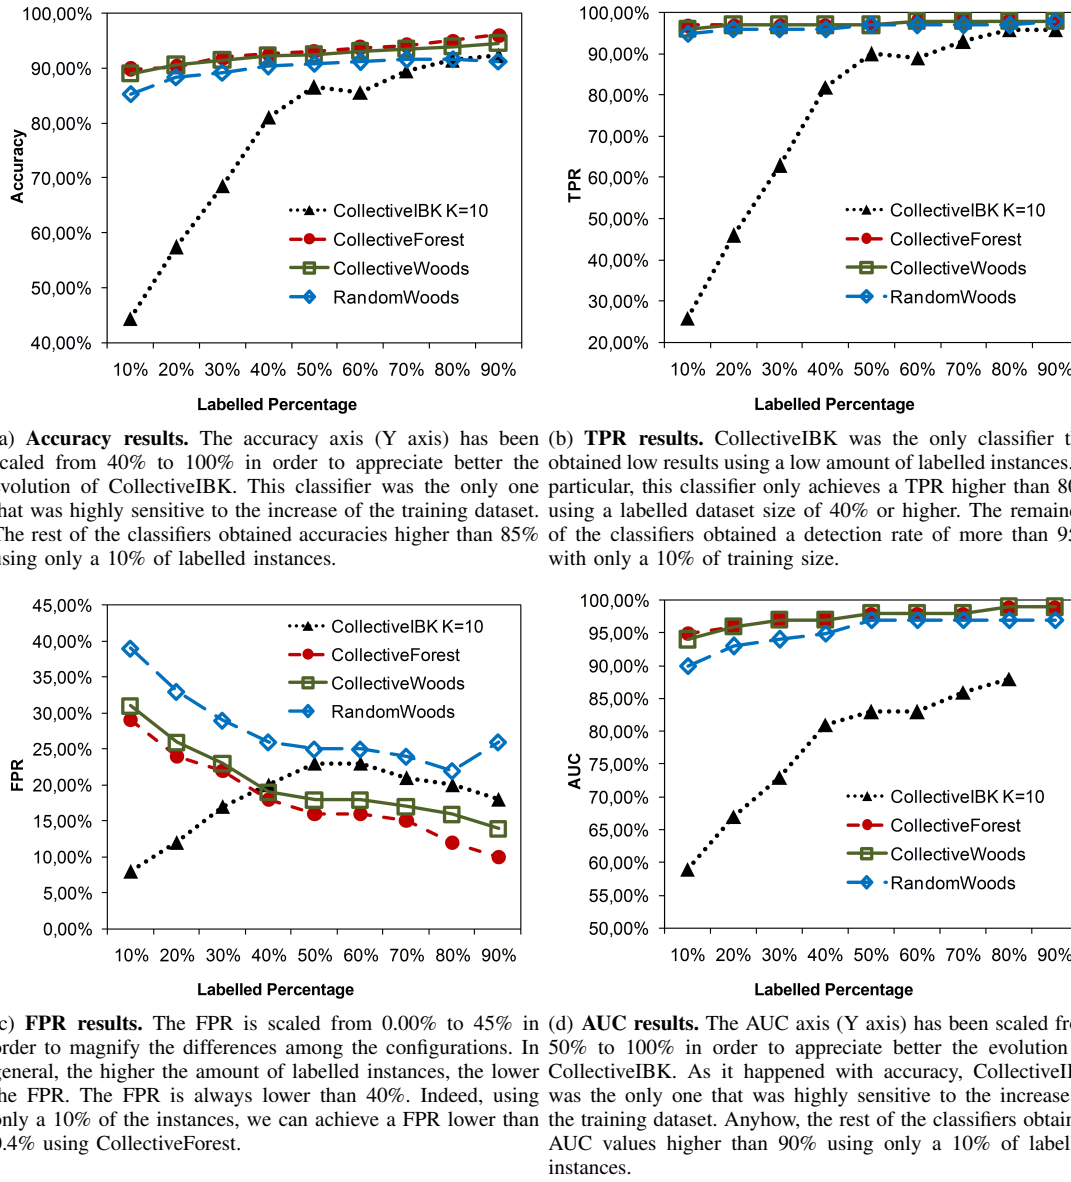 100,00%
90,00%
80,00%
70,00%
60,00%
50,00%
40,00%
Accuracy
CollectiveIBK K=10
CollectiveForest
CollectiveWoods
RandomWoods
10% 20% 30% 40% 50% 60% 70% 80% 90%
Labelled Percentage
a) Accuracy results. The accuracy axis (Y axis) has been
scaled from 40% to 100% in order to appreciate better the
evolution of CollectiveIBK. This classifier was the only one
that was highly sensitive to the increase of the training dataset.
The rest of the classifiers obtained accuracies higher than 85%
using only a 10% of labelled instances.
100,00%
90,00%
80,00%
70,00%
60,00%
50,00%
40,00%
30,00%
20,00%
TPR
CollectiveIBK K=10
CollectiveForest
CollectiveWoods
RandomWoods
10% 20% 30% 40% 50% 60% 70% 80% 90%
Labelled Percentage
(b) TPR results. CollectiveIBK was the only classifier
obtained low results using a low amount of labelled instances.
particular, this classifier only achieves a TPR higher than
using a labelled dataset size of 40% or higher. The
of the classifiers obtained a detection rate of more than
with only a 10% of training size.
45,00%
40,00%
35,00%
30,00%
25,00%
20,00%
15,00%
10,00%
5,00%
0,00%
FPR
CollectiveIBK K=10
CollectiveForest
CollectiveWoods
RandomWoods
10% 20% 30% 40% 50% 60% 70% 80% 90%
Labelled Percentage
c) FPR results. The FPR is scaled from 0.00% to 45% in
order to magnify the differences among the configurations. In
general, the higher the amount of labelled instances, the lower
the FPR. The FPR is always lower than 40%. Indeed, using
only a 10% of the instances, we can achieve a FPR lower than
0.4% using CollectiveForest.
100,00%
95,00%
90,00%
85,00%
80,00%
75,00%
70,00%
65,00%
60,00%
55,00%
50,00%
AUC
CollectiveIBK K=10
CollectiveForest
CollectiveWoods
RandomWoods
10% 20% 30% 40% 50% 60% 70% 80% 90%
Labelled Percentage
(d) AUC results. The AUC axis (Y axis) has been scaled
50% to 100% in order to appreciate better the evolution
CollectiveIBK. As it happened with accuracy,
was the only one that was highly sensitive to the increase
the training dataset. Anyhow, the rest of the classifiers
AUC values higher than 90% using only a 10% of
instances.